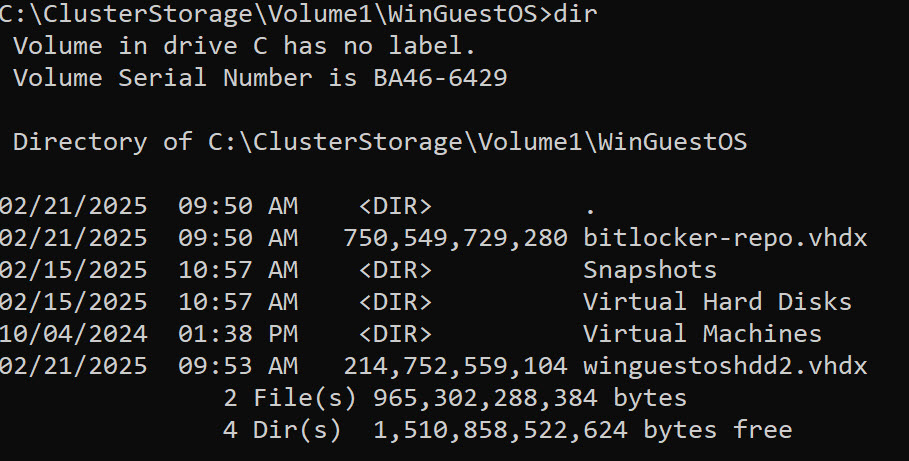 C:\ClusterStorage\Volume1\WinGuestOS>dir
Volume in drive C has no label.
Volume Serial Number is BA46-6429
Directory of C:\ClusterStorage\Volume1\WinGuestOS
02/21/2025  09:50 AM    <DIR>          .
02/21/2025  09:50 AM   750,549,729,280 bitlocker-repo.vhdx
02/15/2025  10:57 AM    <DIR>          Snapshots
02/15/2025  10:57 AM    <DIR>          Virtual Hard Disks
10/04/2024  01:38 PM    <DIR>          Virtual Machines
02/21/2025  09:53 AM   214,752,559,104 winguestoshdd2.vhdx
2 File(s) 965,302,288,384 bytes
4 Dir(s)  1,510,858,522,624 bytes free